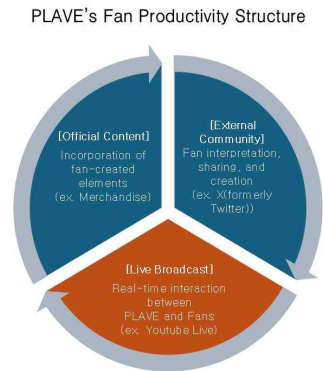 PLAVE's Fan Productivity Structure
[Official Content]
Incorporation of
fan-created
elements
(ex. Merchandise)
[External
Community]
Fan interpretation,
sharing, and
creation
(ex. X(formerly
Twitter))
[Live Broadcast]
Real-time interaction
between
PLAVE and Fans
(ex. Youtube Live)